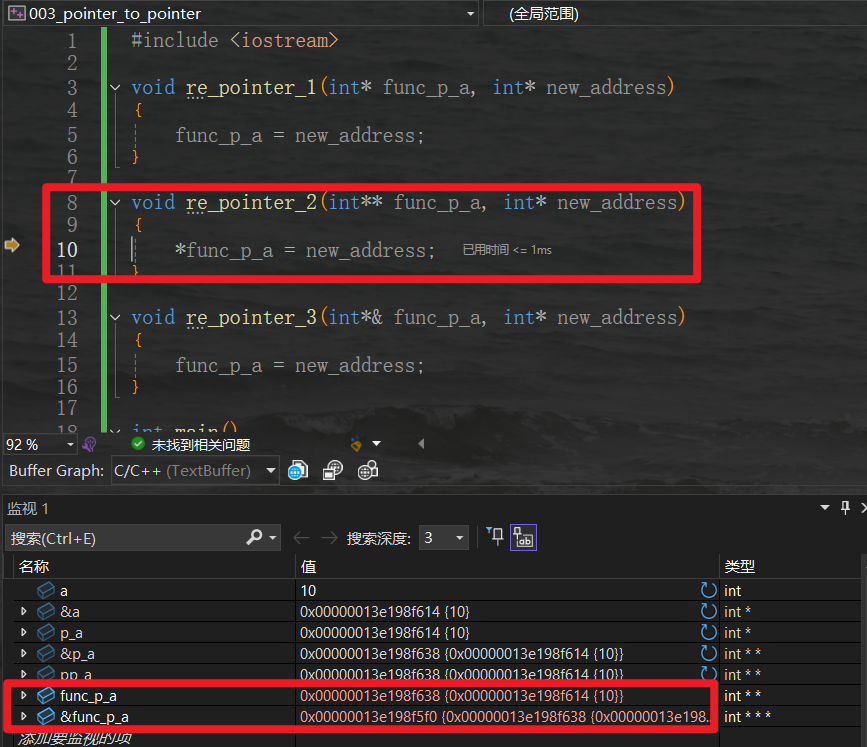 003_pointer_to_pointer (全局范围)
1 #include <iostream>
2
3 void re_pointer_1(int* func_p_a, int* new_address)
4 {
5 func_p_a = new_address;
6 }
7
8 void re_pointer_2(int** func_p_a, int* new_address)
9 {
10 *func_p_a = new_address; 已用时间 <= 1ms
11 }
12
13 void re_pointer_3(int*& func_p_a, int* new_address)
14 {
15 func_p_a = new_address;
16 }
17
18 int main()
92 % 未找到相关问题
Buffer Graph: C/C++ (TextBuffer)
监视 1
搜索(Ctrl+E) 搜索深度: 3
名称 值 类型
a 10 int
&a 0x00000013e198f614 {10} int *
p_a 0x00000013e198f614 {10} int *
&p_a 0x00000013e198f638 {0x00000013e198f614 {10}} int * *
pp_a 0x00000013e198f638 {0x00000013e198f614 {10}} int * *
func_p_a 0x00000013e198f638 {0x00000013e198f614 {10}} int * *
&func_p_a 0x00000013e198f5f0 {0x00000013e198f638 {0x00000013e198... int * * *
添加要监视的项